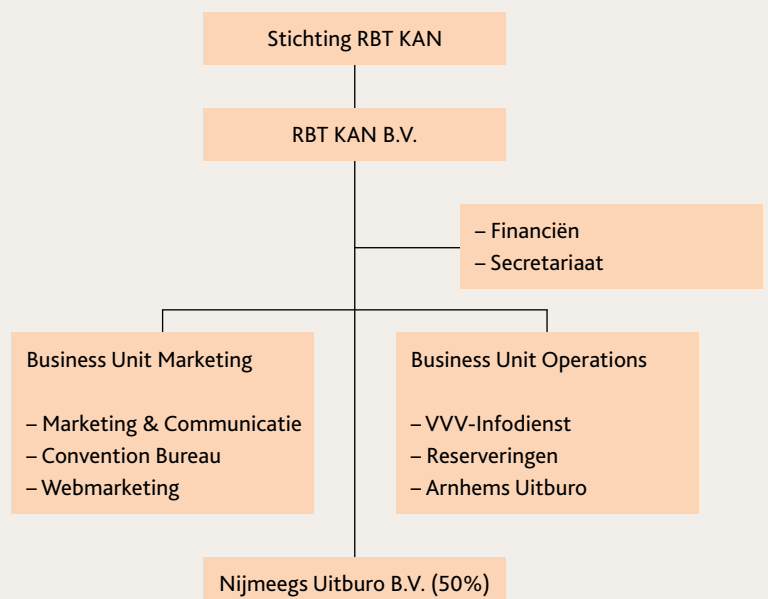 Stichting RBT KAN
RBT KAN B.V.
– Financiën
– Secretariaat
Business Unit Marketing
– Marketing & Communicatie
– Convention Bureau
– Webmarketing
Business Unit Operations
– VVV-Infodienst
– Reserveringen
– Arnhems Uitburo
Nijmeegs Uitburo B.V. (50%)